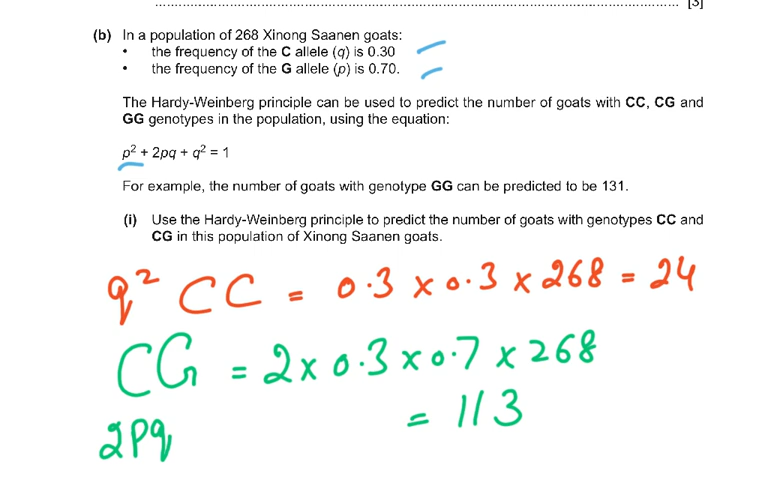 [3]
(b) In a population of 268 Xinong Saanen goats:
• the frequency of the C allele (q) is 0.30
• the frequency of the G allele (p) is 0.70.
The Hardy-Weinberg principle can be used to predict the number of goats with CC, CG and
GG genotypes in the population, using the equation:
p² + 2pq + q² = 1
For example, the number of goats with genotype GG can be predicted to be 131.
(i) Use the Hardy-Weinberg principle to predict the number of goats with genotypes CC and
CG in this population of Xinong Saanen goats.
q² CC = 0.3 x 0.3 x 268 = 24
CG = 2 x 0.3 x 0.7 x 268
= 113
2pq